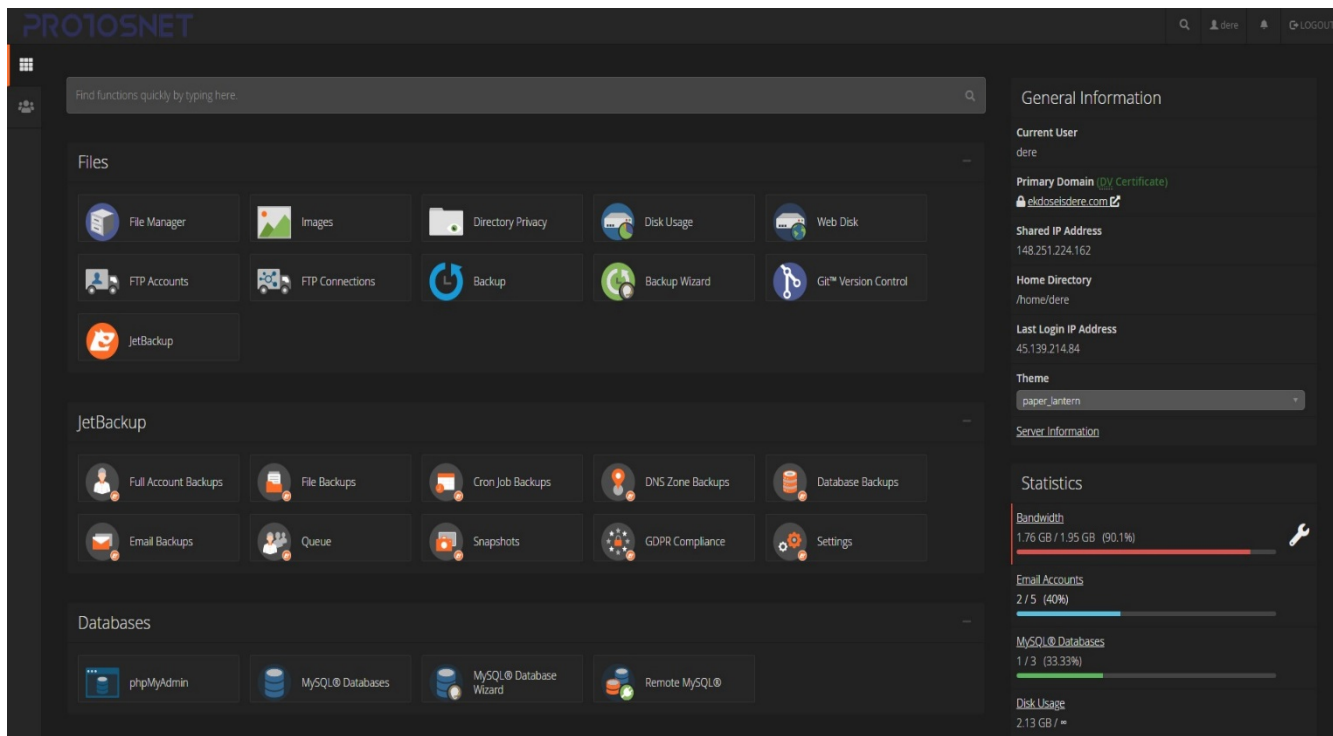 PRO10SNET
dere
LOGOUT
Find functions quickly by typing here.
Files
File Manager
Images
Directory Privacy
Disk Usage
Web Disk
FTP Accounts
FTP Connections
Backup
Backup Wizard
Git™ Version Control
JetBackup
JetBackup
Full Account Backups
File Backups
Cron Job Backups
DNS Zone Backups
Database Backups
Email Backups
Queue
Snapshots
GDPR Compliance
Settings
Databases
phpMyAdmin
MySQL® Databases
MySQL® Database
Wizard
Remote MySQL®
General Information
Current User
dere
Primary Domain (DV Certificate)
ekdoseisdere.com
Shared IP Address
148.251.224.162
Home Directory
/home/dere
Last Login IP Address
45.139.214.84
Theme
paper_lantern
Server Information
Statistics
Bandwidth
1.76 GB / 1.95 GB (90.1%)
Email Accounts
2 / 5 (40%)
MySQL® Databases
1 / 3 (33.33%)
Disk Usage
2.13 GB / ∞